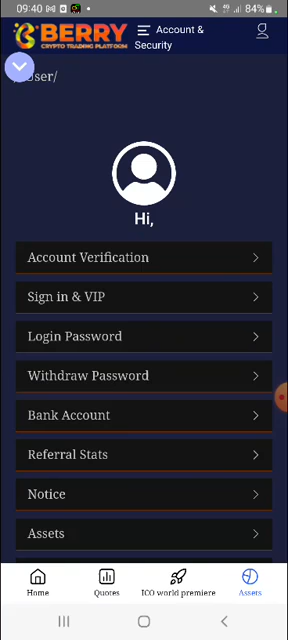 09:40
84%
BERRY
CRYPTO TRADING PLATFORM
Account &
Security
Hi,
Account Verification
Sign in & VIP
Login Password
Withdraw Password
Bank Account
Referral Stats
Notice
Assets
Home
Quotes
ICO world premiere
Assets